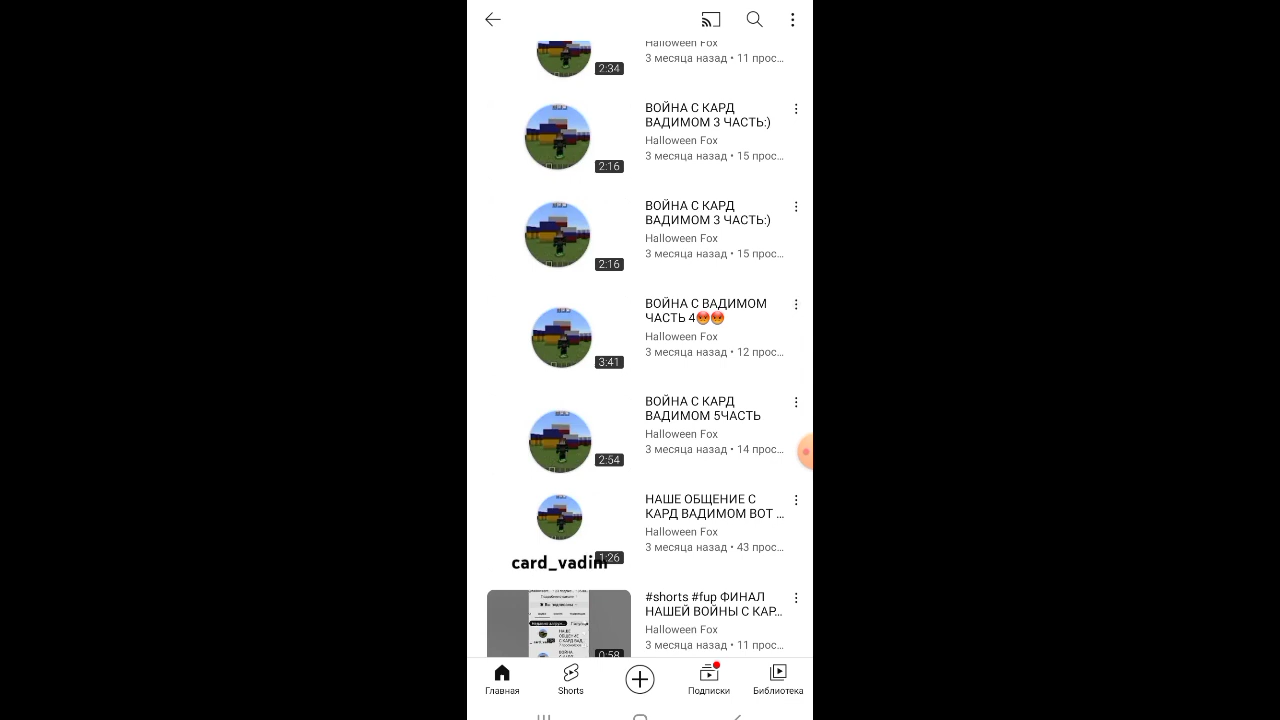 Halloween Fox
3 месяца назад • 11 прос...
2:34
ВОЙНА С КАРД
ВАДИМОМ 3 ЧАСТЬ:)
Halloween Fox
3 месяца назад • 15 прос...
2:16
ВОЙНА С КАРД
ВАДИМОМ 3 ЧАСТЬ:)
Halloween Fox
3 месяца назад • 15 прос...
2:16
ВОЙНА С ВАДИМОМ
ЧАСТЬ 4😡😡
Halloween Fox
3 месяца назад • 12 прос...
3:41
ВОЙНА С КАРД
ВАДИМОМ 5ЧАСТЬ
Halloween Fox
3 месяца назад • 14 прос...
2:54
НАШЕ ОБЩЕНИЕ С
КАРД ВАДИМОМ ВОТ ...
Halloween Fox
3 месяца назад • 43 прос...
1:26
card_vadim
#shorts #fup ФИНАЛ
НАШЕЙ ВОЙНЫ С КАР...
Halloween Fox
3 месяца назад • 11 прос...
0:58
НАШЕ
ОБЩЕНИЕ
С КАРД ВАД...
ВОЙНА
Главная
Shorts
Подписки
Библиотека